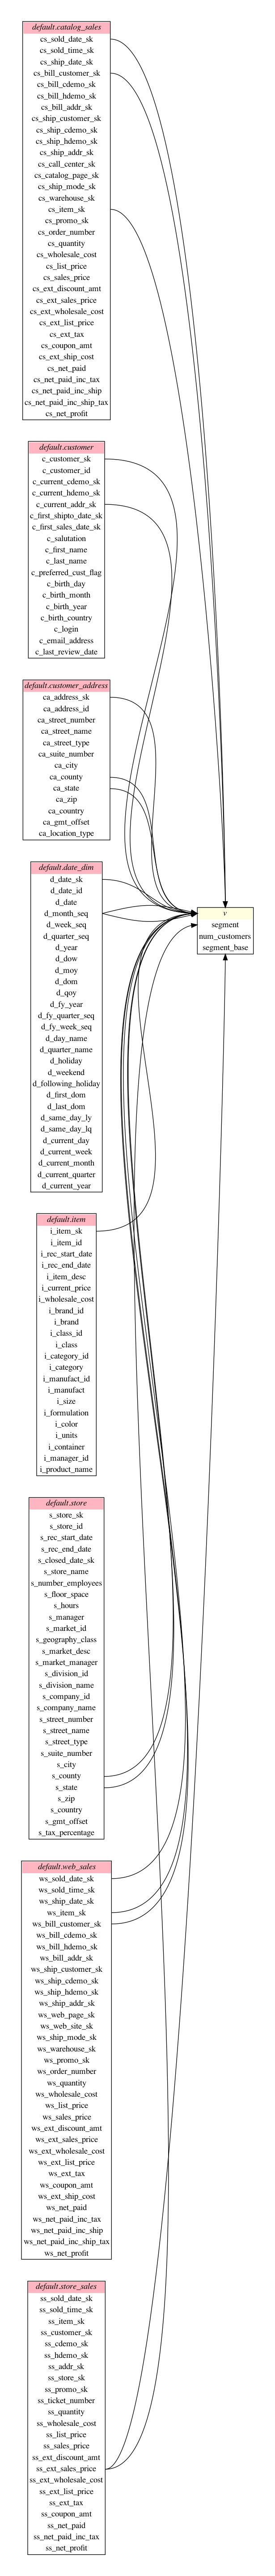 default.catalog_sales
cs_sold_date_sk
cs_sold_time_sk
cs_ship_date_sk
cs_bill_customer_sk
cs_bill_cdemo_sk
cs_bill_hdemo_sk
cs_bill_addr_sk
cs_ship_customer_sk
cs_ship_cdemo_sk
cs_ship_hdemo_sk
cs_ship_addr_sk
cs_call_center_sk
cs_catalog_page_sk
cs_ship_mode_sk
cs_warehouse_sk
cs_item_sk
cs_promo_sk
cs_order_number
cs_quantity
cs_wholesale_cost
cs_list_price
cs_sales_price
cs_ext_discount_amt
cs_ext_sales_price
cs_ext_wholesale_cost
cs_ext_list_price
cs_ext_tax
cs_coupon_amt
cs_ext_ship_cost
cs_net_paid
cs_net_paid_inc_tax
cs_net_paid_inc_ship
cs_net_paid_inc_ship_tax
cs_net_profit
default.customer
c_customer_sk
c_customer_id
c_current_cdemo_sk
c_current_hdemo_sk
c_current_addr_sk
c_first_shipto_date_sk
c_first_sales_date_sk
c_salutation
c_first_name
c_last_name
c_preferred_cust_flag
c_birth_day
c_birth_month
c_birth_year
c_birth_country
c_login
c_email_address
c_last_review_date
default.customer_address
ca_address_sk
ca_address_id
ca_street_number
ca_street_name
ca_street_type
ca_suite_number
ca_city
ca_county
ca_state
ca_zip
ca_country
ca_gmt_offset
ca_location_type
default.date_dim
d_date_sk
d_date_id
d_date
d_month_seq
d_week_seq
d_quarter_seq
d_year
d_dow
d_moy
d_dom
d_qoy
d_fy_year
d_fy_quarter_seq
d_fy_week_seq
d_day_name
d_quarter_name
d_holiday
d_weekend
d_following_holiday
d_first_dom
d_last_dom
d_same_day_ly
d_same_day_lq
d_current_day
d_current_week
d_current_month
d_current_quarter
d_current_year
v
segment
num_customers
segment_base
default.item
i_item_sk
i_item_id
i_rec_start_date
i_rec_end_date
i_item_desc
i_current_price
i_wholesale_cost
i_brand_id
i_brand
i_class_id
i_class
i_category_id
i_category
i_manufact_id
i_manufact
i_size
i_formulation
i_color
i_units
i_container
i_manager_id
i_product_name
default.store
s_store_sk
s_store_id
s_rec_start_date
s_rec_end_date
s_closed_date_sk
s_store_name
s_number_employees
s_floor_space
s_hours
s_manager
s_market_id
s_geography_class
s_market_desc
s_market_manager
s_division_id
s_division_name
s_company_id
s_company_name
s_street_number
s_street_name
s_street_type
s_suite_number
s_city
s_county
s_state
s_zip
s_country
s_gmt_offset
s_tax_percentage
default.web_sales
ws_sold_date_sk
ws_sold_time_sk
ws_ship_date_sk
ws_item_sk
ws_bill_customer_sk
ws_bill_cdemo_sk
ws_bill_hdemo_sk
ws_bill_addr_sk
ws_ship_customer_sk
ws_ship_cdemo_sk
ws_ship_hdemo_sk
ws_ship_addr_sk
ws_web_page_sk
ws_web_site_sk
ws_ship_mode_sk
ws_warehouse_sk
ws_promo_sk
ws_order_number
ws_quantity
ws_wholesale_cost
ws_list_price
ws_sales_price
ws_ext_discount_amt
ws_ext_sales_price
ws_ext_wholesale_cost
ws_ext_list_price
ws_ext_tax
ws_coupon_amt
ws_ext_ship_cost
ws_net_paid
ws_net_paid_inc_tax
ws_net_paid_inc_ship
ws_net_paid_inc_ship_tax
ws_net_profit
default.store_sales
ss_sold_date_sk
ss_sold_time_sk
ss_item_sk
ss_customer_sk
ss_cdemo_sk
ss_hdemo_sk
ss_addr_sk
ss_store_sk
ss_promo_sk
ss_ticket_number
ss_quantity
ss_wholesale_cost
ss_list_price
ss_sales_price
ss_ext_discount_amt
ss_ext_sales_price
ss_ext_wholesale_cost
ss_ext_list_price
ss_ext_tax
ss_coupon_amt
ss_net_paid
ss_net_paid_inc_tax
ss_net_profit